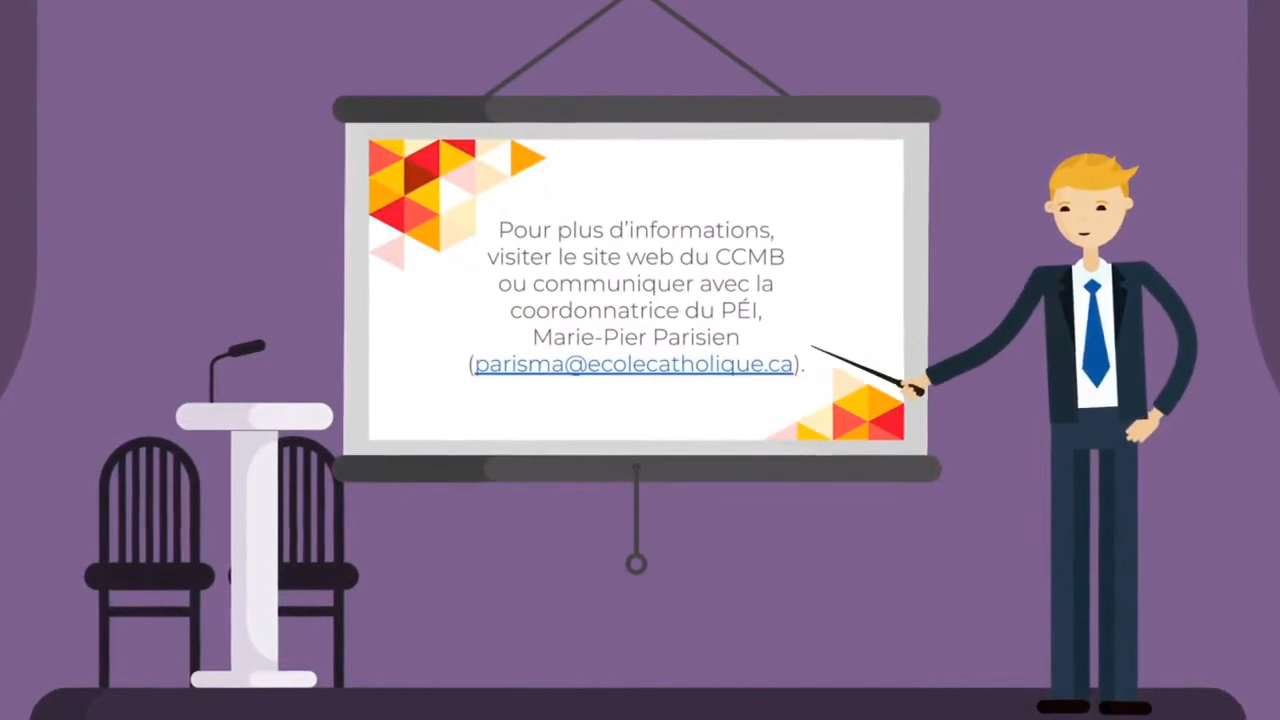 Pour plus d’informations,
visiter le site web du CCMB
ou communiquer avec la
coordonnatrice du PÉI,
Marie-Pier Parisien
(parisma@ecolecatholique.ca).